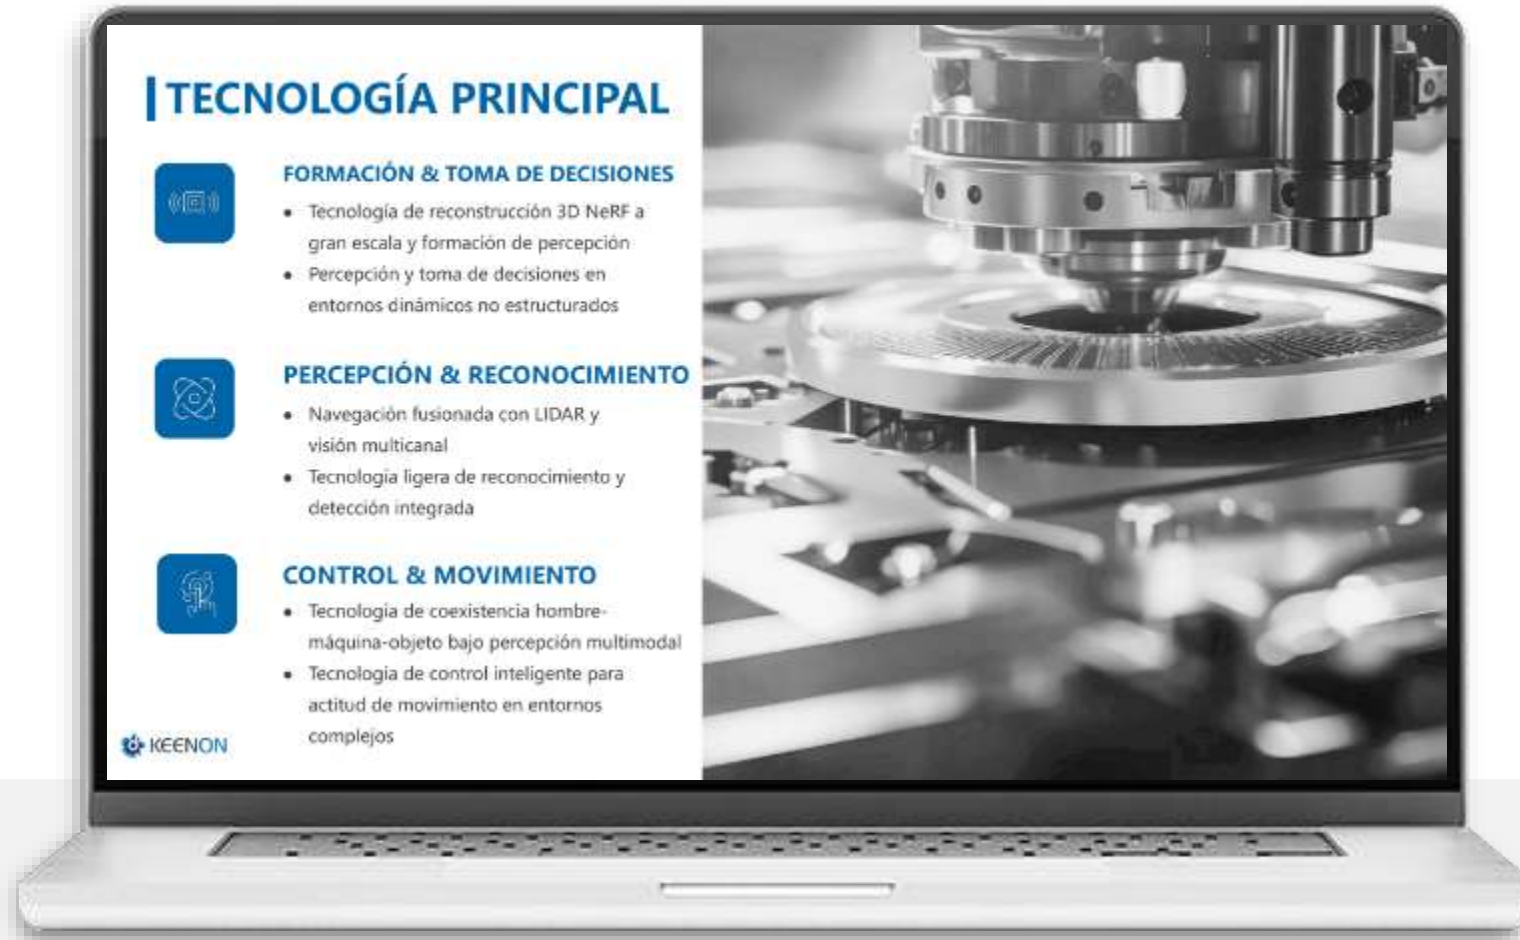 TECNOLOGÍA PRINCIPAL
FORMACIÓN & TOMA DE DECISIONES
• Tecnología de reconstrucción 3D NeRF a
gran escala y formación de percepción
• Percepción y toma de decisiones en
entornos dinámicos no estructurados
PERCEPCIÓN & RECONOCIMIENTO
• Navegación fusionada con LIDAR y
visión multicanal
• Tecnología ligera de reconocimiento y
detección integrada
CONTROL & MOVIMIENTO
• Tecnología de coexistencia hombre-
máquina-objeto bajo percepción multimodal
• Tecnología de control inteligente para
actitud de movimiento en entornos
complejos
KEENON